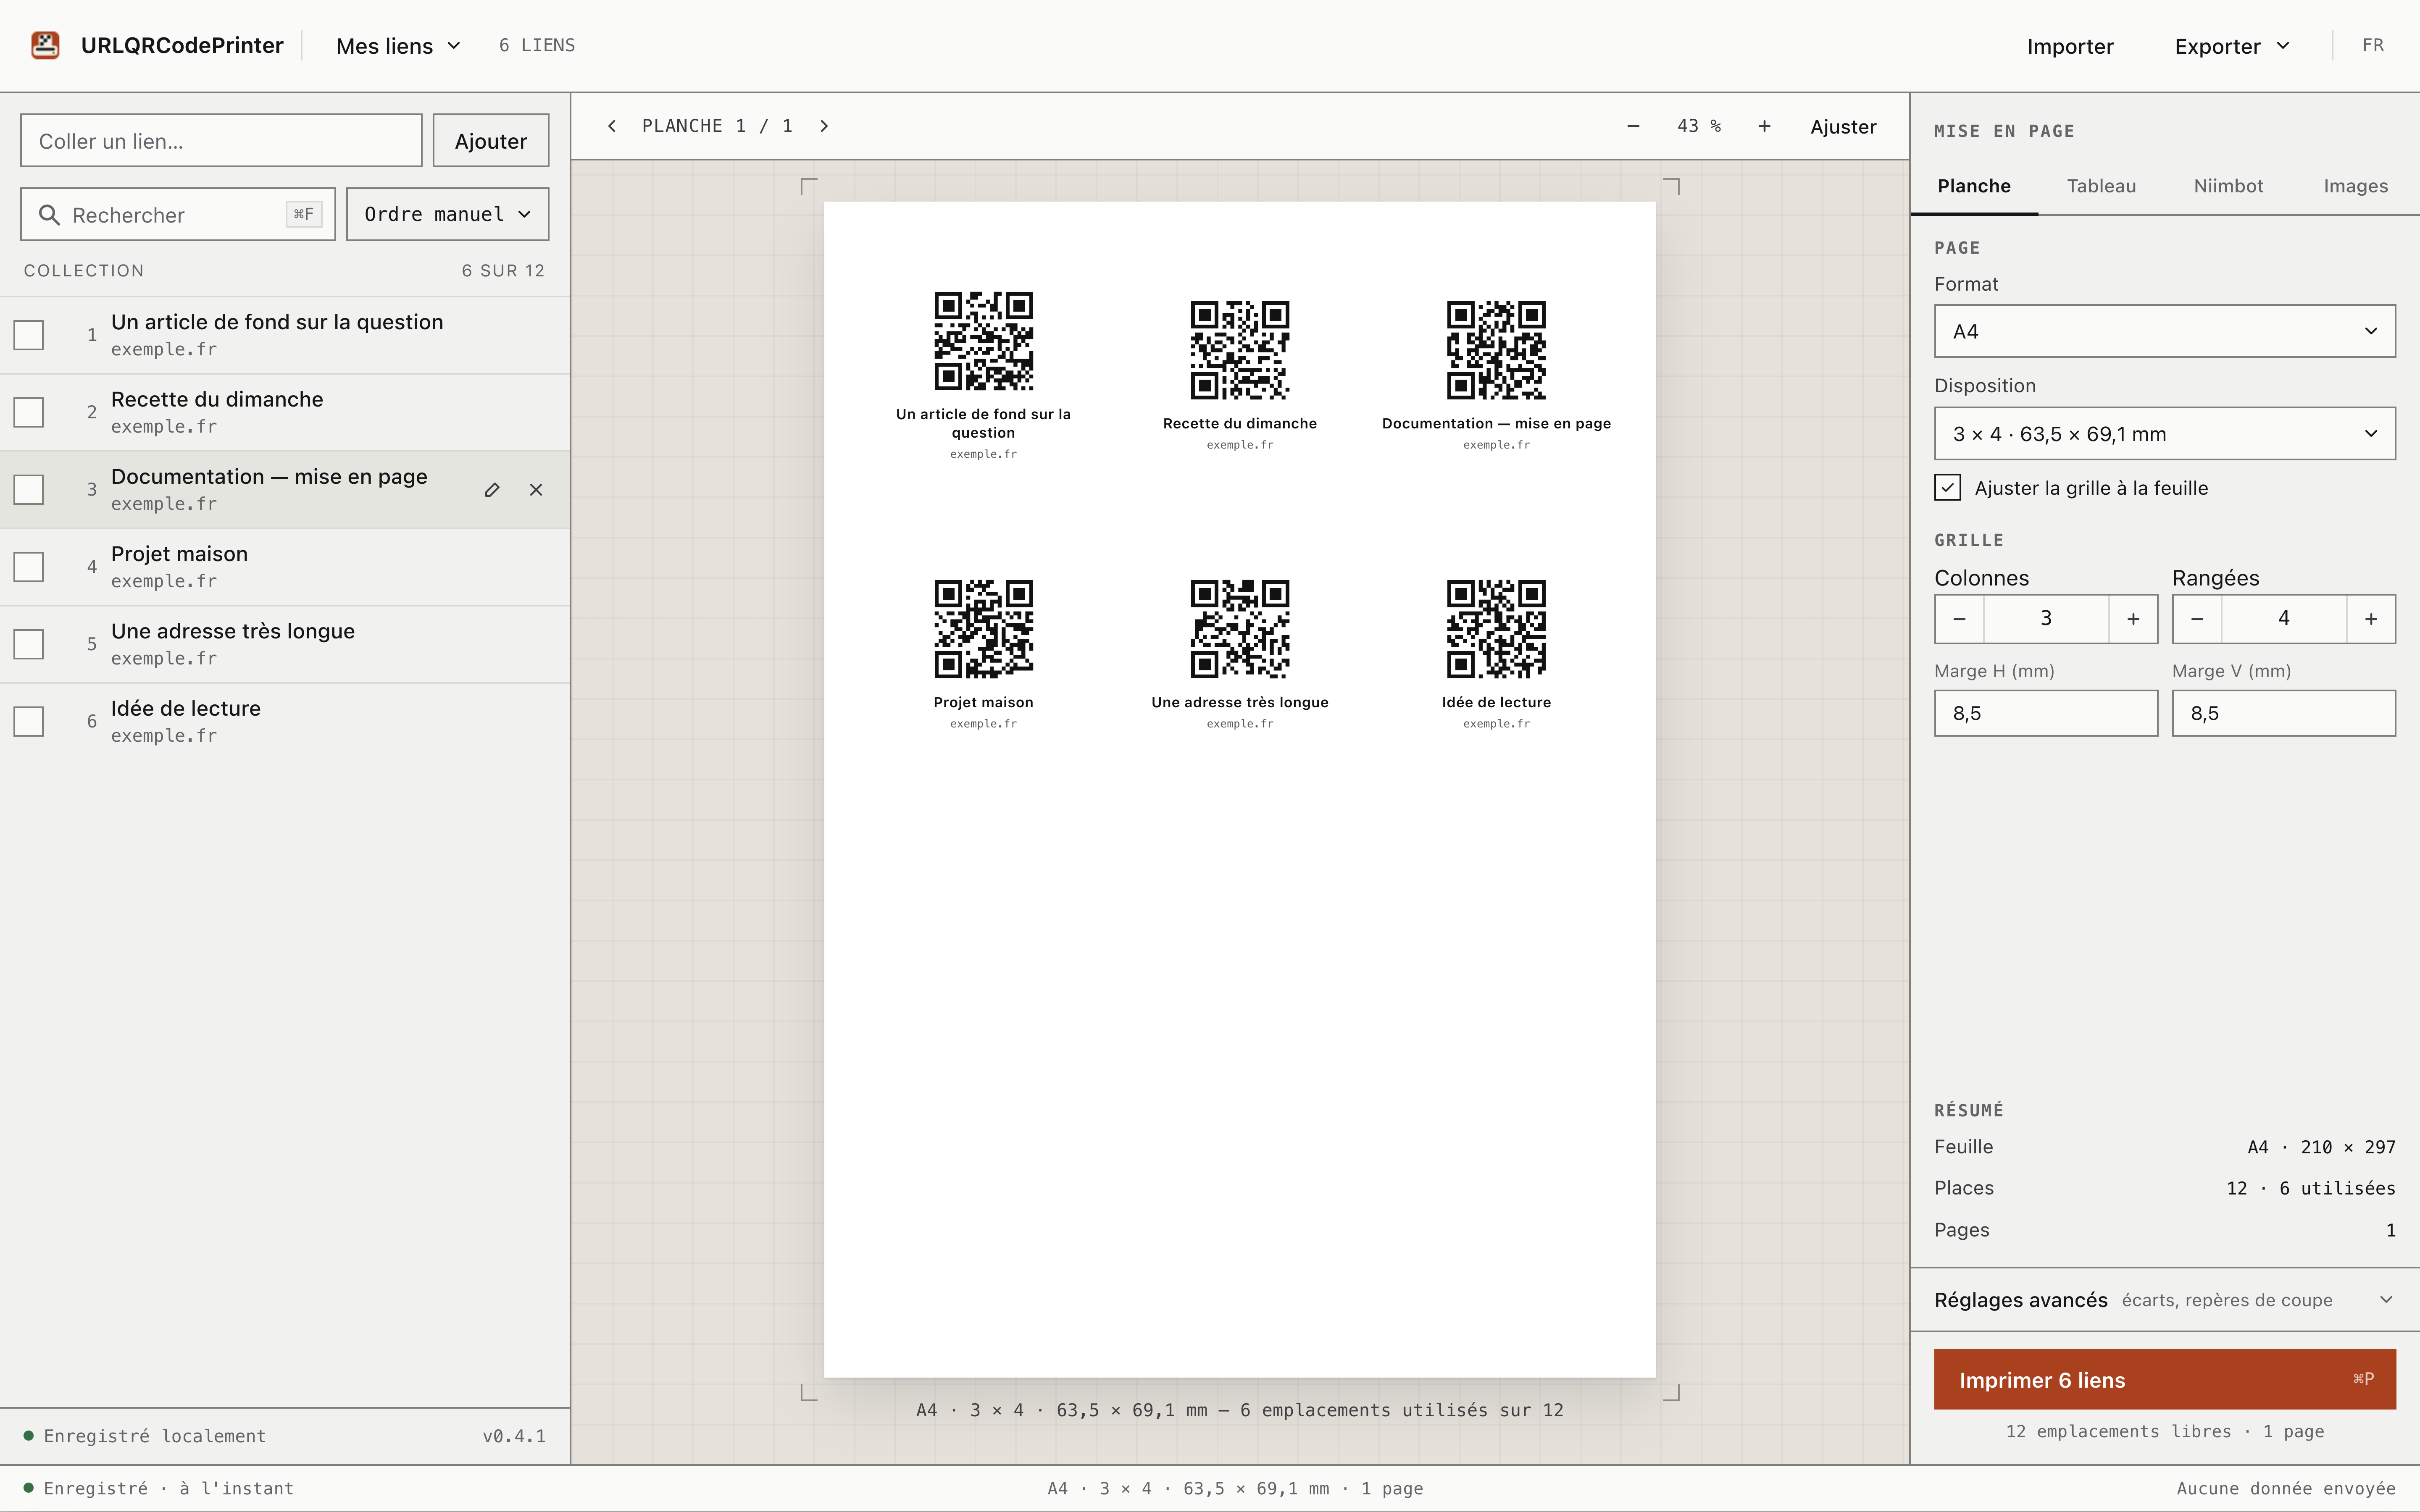 URLQRCodePrinter
Mes liens
6 LIENS
Importer
Exporter
FR
Coller un lien...
Ajouter
Rechercher
⌘F
Ordre manuel
COLLECTION
6 SUR 12
1
Un article de fond sur la question
exemple.fr
2
Recette du dimanche
exemple.fr
3
Documentation — mise en page
exemple.fr
4
Projet maison
exemple.fr
5
Une adresse très longue
exemple.fr
6
Idée de lecture
exemple.fr
Enregistré localement
v0.4.1
PLANCHE 1 / 1
− 43 % +
Ajuster
Un article de fond sur la
question
exemple.fr
Recette du dimanche
exemple.fr
Documentation — mise en page
exemple.fr
Projet maison
exemple.fr
Une adresse très longue
exemple.fr
Idée de lecture
exemple.fr
A4 · 3 × 4 · 63,5 × 69,1 mm — 6 emplacements utilisés sur 12
MISE EN PAGE
Planche
Tableau
Niimbot
Images
PAGE
Format
A4
Disposition
3 × 4 · 63,5 × 69,1 mm
Ajuster la grille à la feuille
GRILLE
Colonnes
Rangées
− 3 +
− 4 +
Marge H (mm)
Marge V (mm)
8,5
8,5
RÉSUMÉ
Feuille
A4 · 210 × 297
Places
12 · 6 utilisées
Pages
1
Réglages avancés
écarts, repères de coupe
Imprimer 6 liens
⌘P
12 emplacements libres · 1 page
Enregistré · à l'instant
A4 · 3 × 4 · 63,5 × 69,1 mm · 1 page
Aucune donnée envoyée